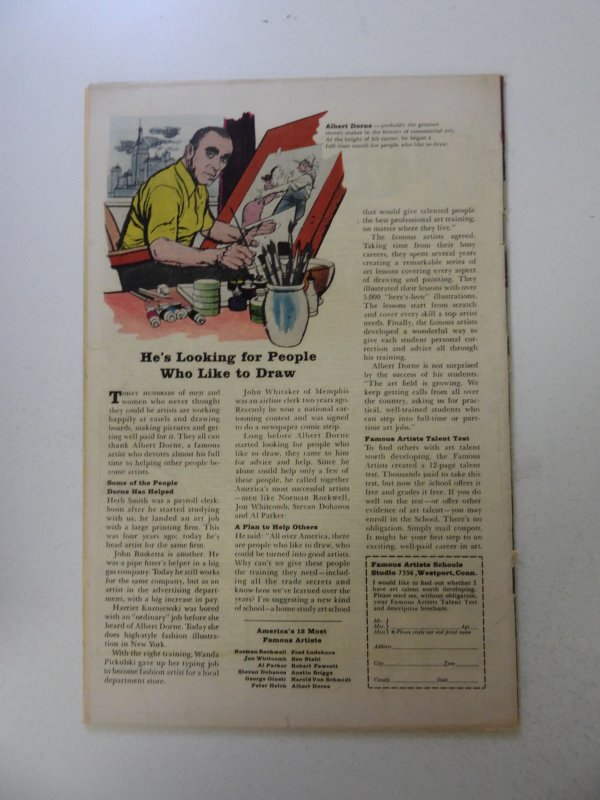 Albert Dorne — probably the greatest
money-maker in the history of commercial art.
At the height of his career, he began a
full-time search for people who like to draw.
He's Looking for People
Who Like to Draw
TODAY HUNDREDS of men and
women who never thought
they could be artists are working
happily at easels and drawing
boards, making pictures and get-
ting well paid for it. They all can
thank Albert Dorne, a famous
artist who devotes almost his full
time to helping other people be-
come artists.
Some of the People
Dorne Has Helped
Herb Smith was a payroll clerk.
Soon after he started studying
with us, he landed an art job
with a large printing firm. This
was four years ago; today he's
head artist for the same firm.
John Busketta is another. He
was a pipe fitter's helper in a big
gas company. Today he still works
for the same company, but as an
artist in the advertising depart-
ment, with a big increase in pay.
Harriet Kuzniewski was bored
with an "ordinary" job before she
heard of Albert Dorne. Today she
does high-style fashion illustra-
tion in New York.
With the right training, Wanda
Pickulski gave up her typing job
to become fashion artist for a local
department store.
John Whitaker of Memphis
was an airline clerk two years ago.
Recently he won a national car-
tooning contest and was signed
to do a newspaper comic strip.
Long before Albert Dorne
started looking for people who
like to draw, they came to him
for advice and help. Since he
alone could help only a few of
these people, he called together
America's most successful artists
—men like Norman Rockwell,
Jon Whitcomb, Stevan Dohanos
and Al Parker.
A Plan to Help Others
He said: "All over America, there
are people who like to draw, who
could be turned into good artists.
Why can't we give these people
the training they need—includ-
ing all the trade secrets and
know how we've learned over the
years? I'm suggesting a new kind
of school—a home-study art school
America's 12 Most
Famous Artists
Norman Rockwell
Jon Whitcomb
Al Parker
Stevan Dohanos
George Giusti
Peter Helck
Fred Ludekens
Ben Stahl
Robert Fawcett
Austin Briggs
Harold Von Schmidt
Albert Dorne
that would give talented people
the best professional art training,
no matter where they live."
The famous artists agreed.
Taking time from their busy
careers, they spent several years
creating a remarkable series of
art lessons covering every aspect
of drawing and painting. They
illustrated their lessons with over
5,000 "here's-how" illustrations.
The lessons start from scratch
and cover every skill a top artist
needs. Finally, the famous artists
developed a wonderful way to
give each student personal cor-
rection and advice all through
his training.
Albert Dorne is not surprised
by the success of his students.
"The art field is growing. We
keep getting calls from all over
the country, asking us for prac-
tical, well-trained students who
can step into full-time or part-
time art jobs."
Famous Artists Talent Test
To find others with art talent
worth developing, the Famous
Artists created a 12-page talent
test. Thousands paid to take this
test, but now the school offers it
free and grades it free. If you do
well on the test—or offer other
evidence of art talent—you may
enroll in the School. There's no
obligation. Simply mail coupon.
It might be your first step to an
exciting, well-paid career in art.
Famous Artists Schools
Studio 7556, Westport, Conn.
I would like to find out whether I
have art talent worth developing.
Please send me, without obligation,
your Famous Artists Talent Test
and descriptive brochure.
Mr.
Mrs. Age
Miss Please circle one and print name
Address
City Zone
County State